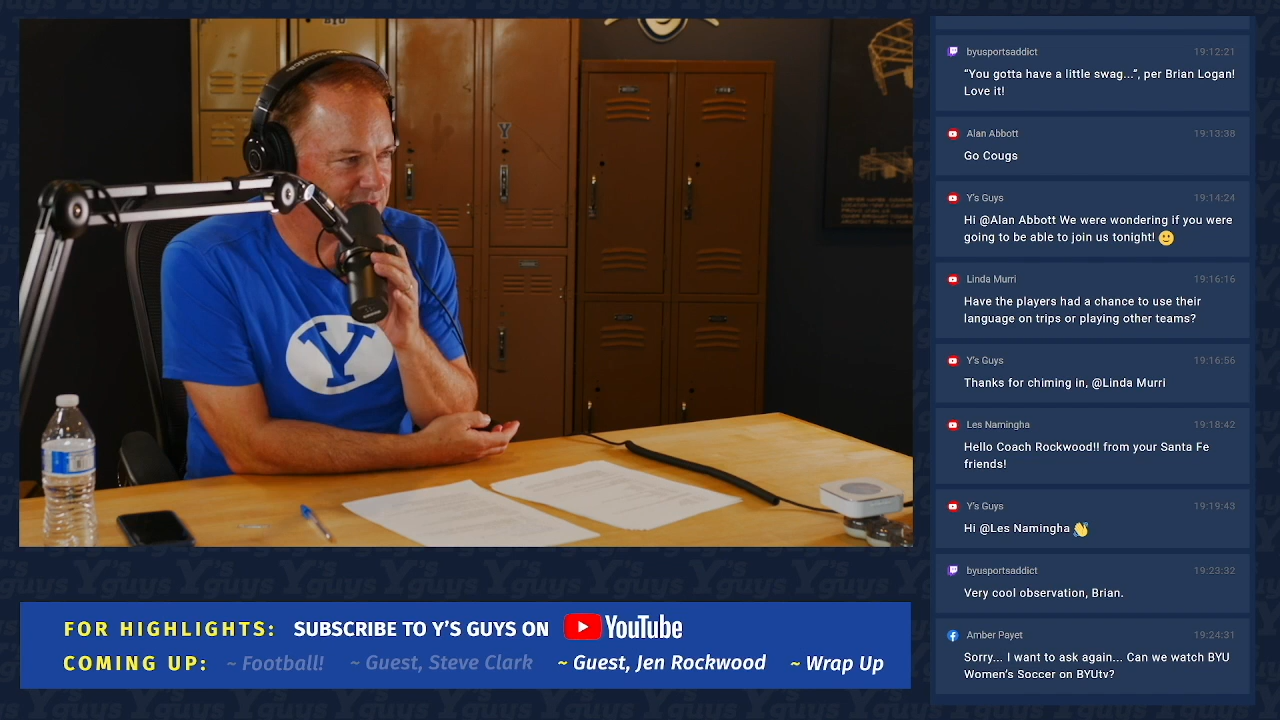 byusportsaddict 19:12:21
“You gotta have a little swag...”, per Brian Logan!
Love it!
Alan Abbott 19:13:38
Go Cougs
Y's Guys 19:14:24
Hi @Alan Abbott We were wondering if you were
going to be able to join us tonight! 🙂
Linda Murri 19:16:16
Have the players had a chance to use their
language on trips or playing other teams?
Y's Guys 19:16:56
Thanks for chiming in, @Linda Murri
Les Namingha 19:18:42
Hello Coach Rockwood!! from your Santa Fe
friends!
Y's Guys 19:19:43
Hi @Les Namingha 👋
byusportsaddict 19:23:32
Very cool observation, Brian.
Amber Payet 19:24:31
Sorry... I want to ask again... Can we watch BYU
Women's Soccer on BYUtv?
Y
Y
FOR HIGHLIGHTS: SUBSCRIBE TO Y'S GUYS ON YouTube
COMING UP: ~ Football! ~ Guest, Steve Clark ~ Guest, Jen Rockwood ~ Wrap Up